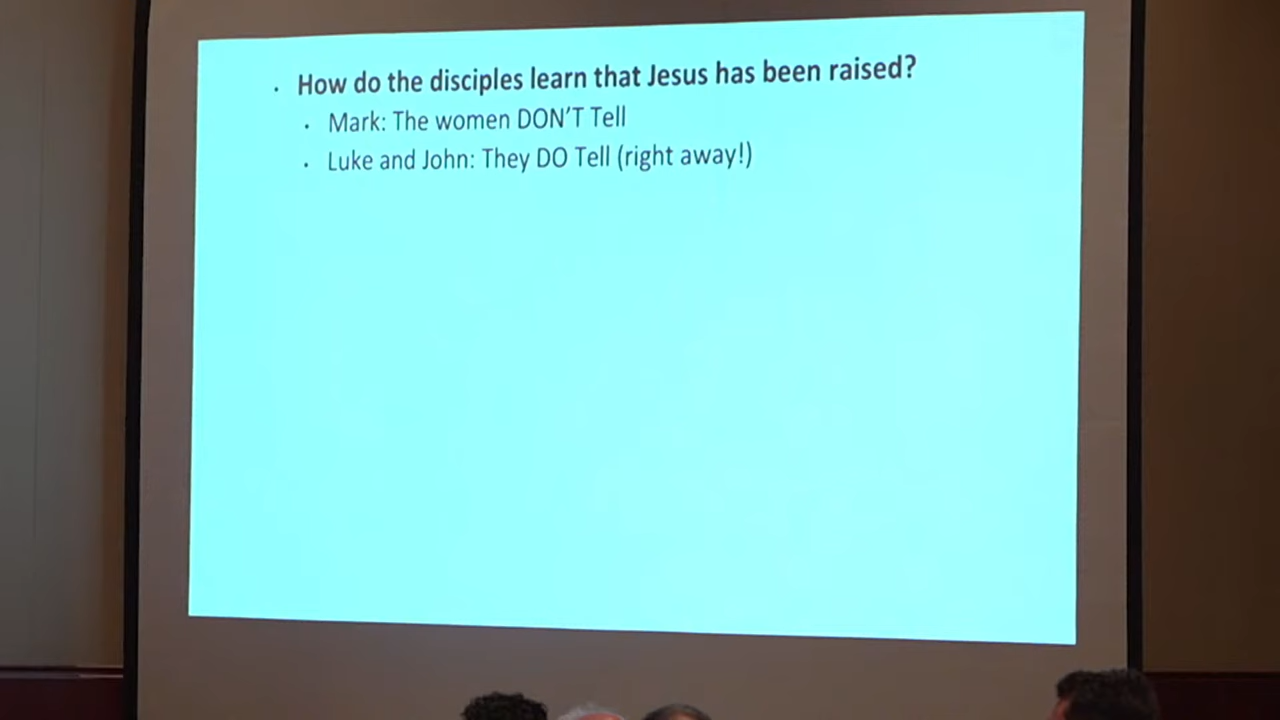 · How do the disciples learn that Jesus has been raised?
· Mark: The women DON'T Tell
· Luke and John: They DO Tell (right away!)